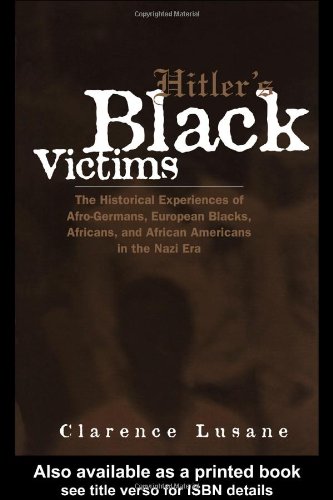 Hitler's
Black
Victims
The Historical Experiences of
Afro-Germans, European Blacks,
Africans, and African Americans
in the Nazi Era
Clarence Lusane
Also available as a printed book
see title verso for ISBN details